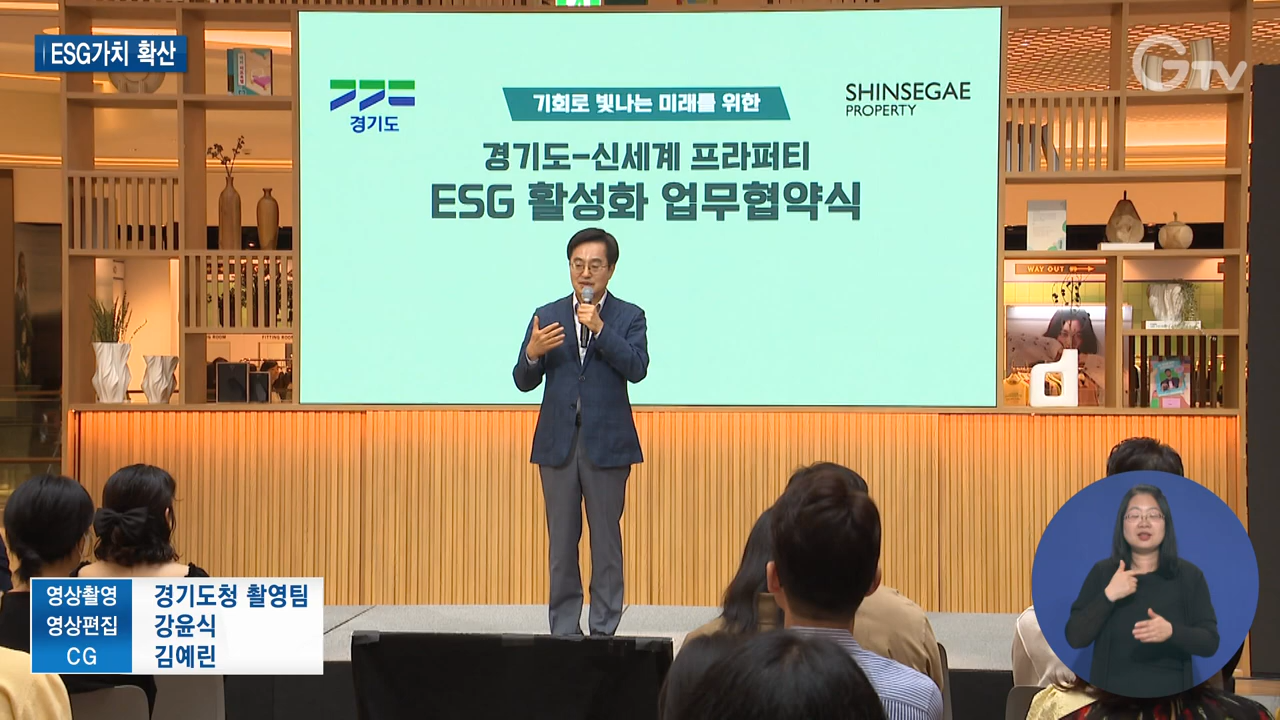 ESG가치 확산
GTV
경기도
기회로 빛나는 미래를 위한
SHINSEGAE
PROPERTY
경기도-신세계 프라퍼티
ESG 활성화 업무협약식
WAY OUT
FITTING ROOM
영상촬영 경기도청 촬영팀
영상편집 강윤식
CG 김예린